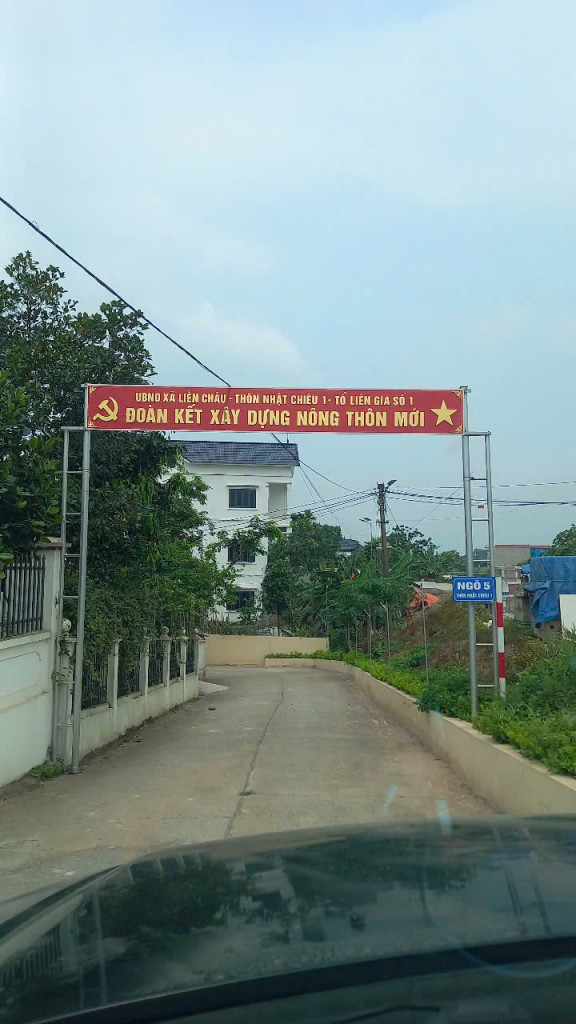 UBND XÃ LIÊN CHÂU - THÔN NHẬT CHIÊU 1- TỔ LIÊN GIA SỐ 1
ĐOÀN KẾT XÂY DỰNG NÔNG THÔN MỚI
NGÕ 5
THÔN NHẬT CHIÊU 1